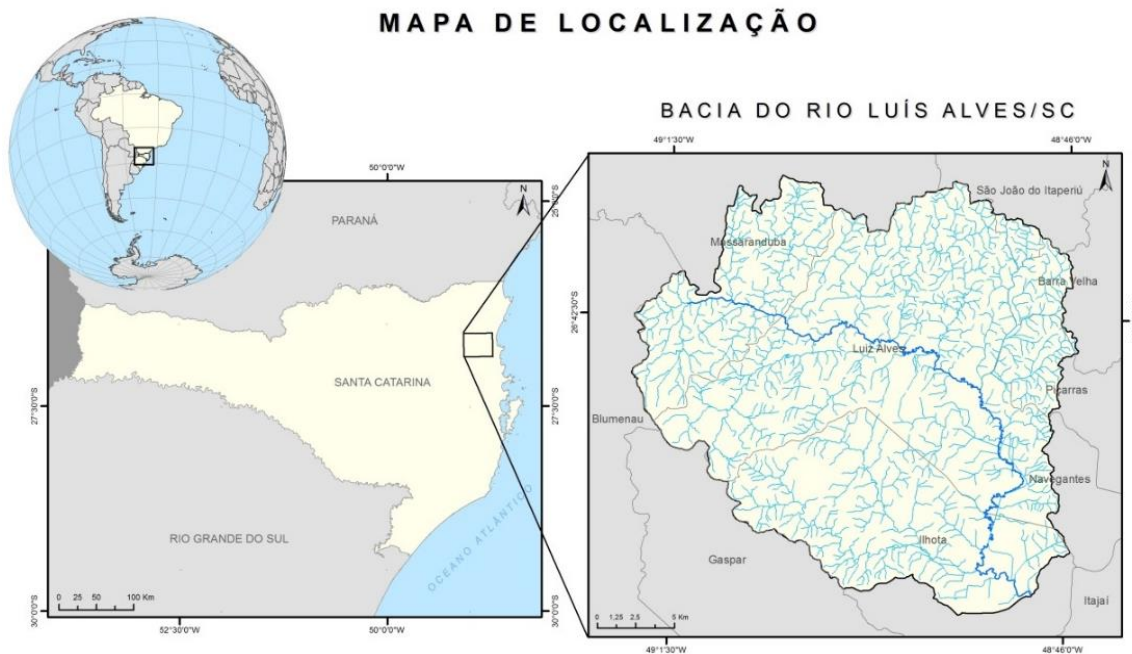 MAPA DE LOCALIZAÇÃO
BACIA DO RIO LUÍS ALVES/SC
50°0'0"W
N
25°0'0"S
PARANÁ
SANTA CATARINA
27°30'0"S
27°30'0"S
RIO GRANDE DO SUL
OCEANO ATLÂNTICO
0 25 50 100 Km
30°0'0"S
52°30'0"W
50°0'0"W
49°1'30"W
48°46'0"W
N
São João do Itaperiú
Massaranduba
Barra Velha
26°42'30"S
Luiz Alves
Piçarras
Blumenau
Navegantes
Ilhota
Gaspar
Itajaí
0 1,25 2,5 5 Km
49°1'30"W
48°46'0"W